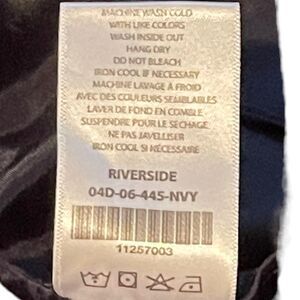 MACHINE WASH COLD
WITH LIKE COLORS
WASH INSIDE OUT
HANG DRY
DO NOT BLEACH
IRON COOL IF NECESSARY
MACHINE LAVAGE À FROID
AVEC DES COULEURS SEMBLABLES
LAVER DE FOND EN COMBLE
SUSPENDRE POUR LE SECHAGE
NE PAS JAVELLISER
IRON COOL SI NÉCESSAIRE
RIVERSIDE
04D-06-445-NVY
11257003